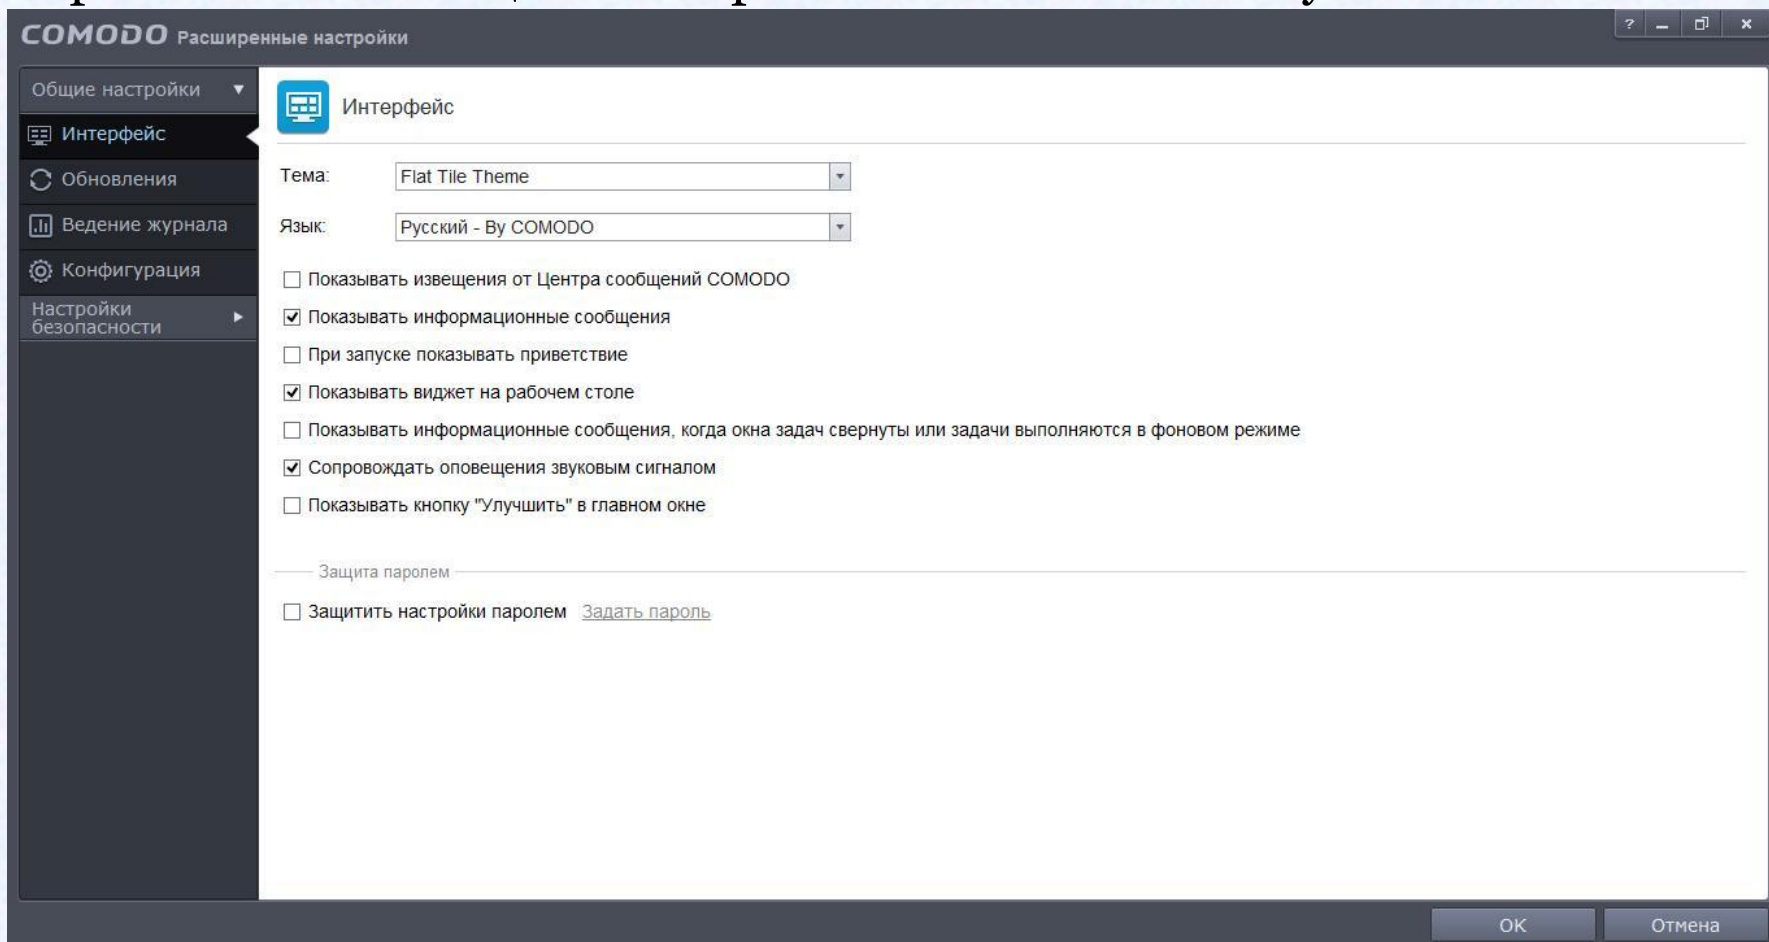 COMODO Расширенные настройки
Общие настройки
Интерфейс
Обновления
Ведение журнала
Конфигурация
Настройки
безопасности
Интерфейс
Тема: Flat Tile Theme
Язык: Русский - By COMODO
Показывать извещения от Центра сообщений COMODO
Показывать информационные сообщения
При запуске показывать приветствие
Показывать виджет на рабочем столе
Показывать информационные сообщения, когда окна задач свернуты или задачи выполняются в фоновом режиме
Сопровождать оповещения звуковым сигналом
Показывать кнопку "Улучшить" в главном окне
Защита паролем
Защитить настройки паролем Задать пароль
OK Отмена